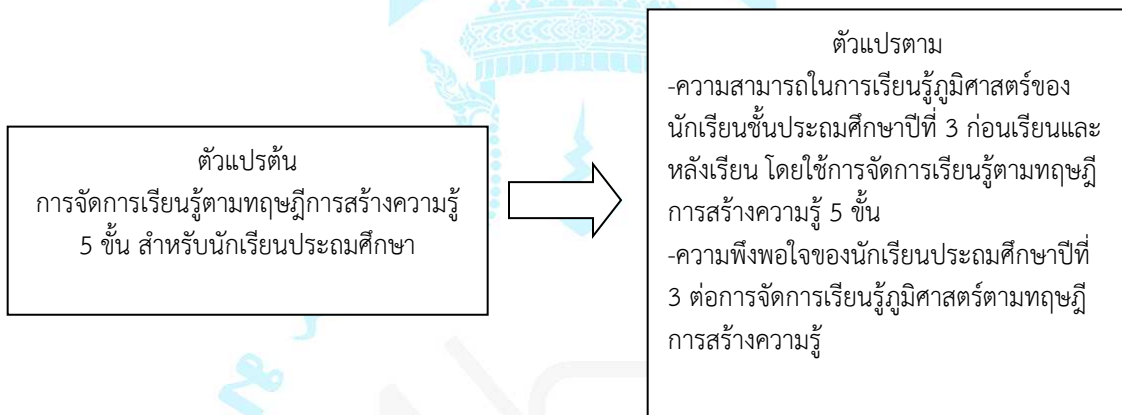 ตัวแปรต้น
การจัดการเรียนรู้ตามทฤษฎีการสร้างความรู้
5 ขั้น สำหรับนักเรียนประถมศึกษา
ตัวแปรตาม
-ความสามารถในการเรียนรู้ภูมิศาสตร์ของ
นักเรียนชั้นประถมศึกษาปีที่ 3 ก่อนเรียนและ
หลังเรียน โดยใช้การจัดการเรียนรู้ตามทฤษฎี
การสร้างความรู้ 5 ขั้น
-ความพึงพอใจของนักเรียนประถมศึกษาปีที่
3 ต่อการจัดการเรียนรู้ภูมิศาสตร์ตามทฤษฎี
การสร้างความรู้